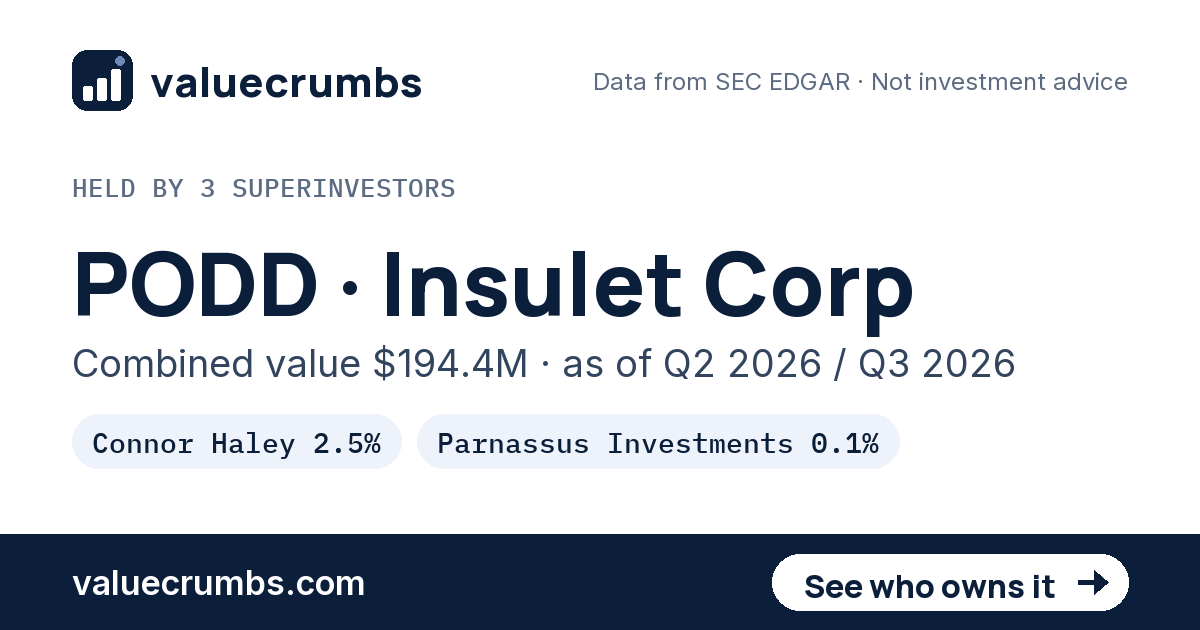 valuecrumbs
Data from SEC EDGAR · Not investment advice
HELD BY 3 SUPERINVESTORS
PODD · Insulet Corp
Combined value $194.4M · as of Q2 2026 / Q3 2026
Connor Haley 2.5%
Parnassus Investments 0.1%
valuecrumbs.com
See who owns it